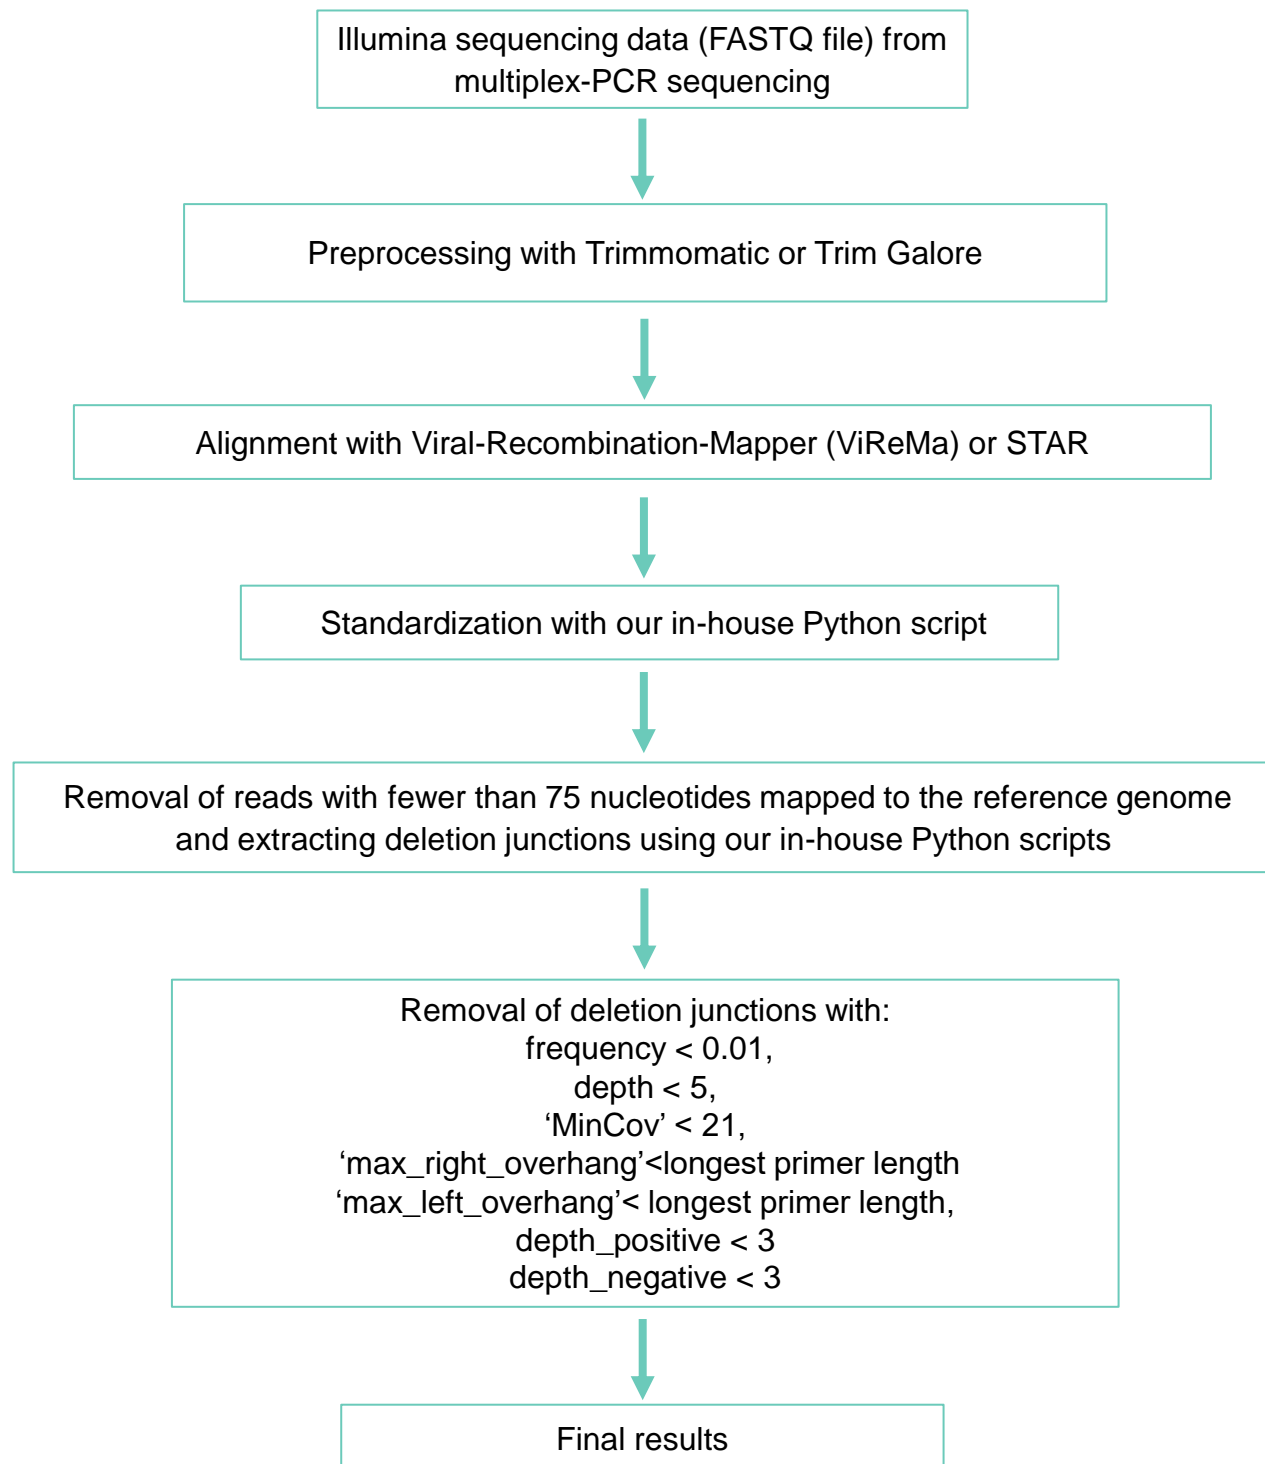 Illumina sequencing data (FASTQ file) from
multiplex-PCR sequencing
Preprocessing with Trimmomatic or Trim Galore
Alignment with Viral-Recombination-Mapper (ViReMa) or STAR
Standardization with our in-house Python script
Removal of reads with fewer than 75 nucleotides mapped to the reference genome
and extracting deletion junctions using our in-house Python scripts
Removal of deletion junctions with:
frequency < 0.01,
depth < 5,
‘MinCov’ < 21,
‘max_right_overhang’<longest primer length
‘max_left_overhang’< longest primer length,
depth_positive < 3
depth_negative < 3
Final results